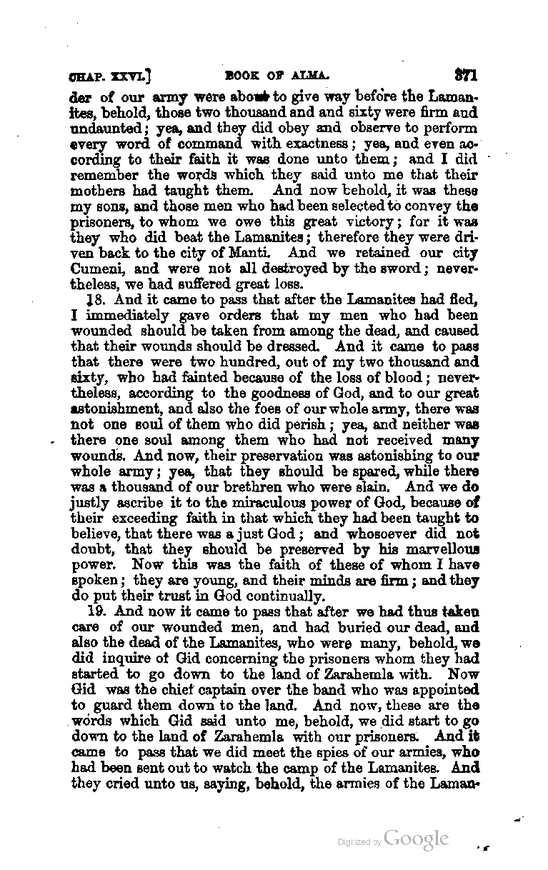 CHAP. XXVI.] BOOK OF ALMA. 371
der of our army were about to give way before the Laman-
ites, behold, those two thousand and and sixty were firm and
undaunted; yea, and they did obey and observe to perform
every word of command with exactness; yea, and even ac-
cording to their faith it was done unto them; and I did
remember the words which they said unto me that their
mothers had taught them. And now behold, it was these
my sons, and those men who had been selected to convey the
prisoners, to whom we owe this great victory; for it was
they who did beat the Lamanites; therefore they were dri-
ven back to the city of Manti. And we retained our city
Cumeni, and were not all destroyed by the sword; never-
theless, we had suffered great loss.
18. And it came to pass that after the Lamanites had fled,
I immediately gave orders that my men who had been
wounded should be taken from among the dead, and caused
that their wounds should be dressed. And it came to pass
that there were two hundred, out of my two thousand and
sixty, who had fainted because of the loss of blood; never-
theless, according to the goodness of God, and to our great
astonishment, and also the foes of our whole army, there was
not one soul of them who did perish; yea, and neither was
there one soul among them who had not received many
wounds. And now, their preservation was astonishing to our
whole army; yea, that they should be spared, while there
was a thousand of our brethren who were slain. And we do
justly ascribe it to the miraculous power of God, because of
their exceeding faith in that which they had been taught to
believe, that there was a just God; and whosoever did not
doubt, that they should be preserved by his marvellous
power. Now this was the faith of these of whom I have
spoken; they are young, and their minds are firm; and they
do put their trust in God continually.
19. And now it came to pass that after we had thus taken
care of our wounded men, and had buried our dead, and
also the dead of the Lamanites, who were many, behold, we
did inquire of Gid concerning the prisoners whom they had
started to go down to the land of Zarahemla with. Now
Gid was the chief captain over the band who was appointed
to guard them down to the land. And now, these are the
words which Gid said unto me, behold, we did start to go
down to the land of Zarahemla with our prisoners. And it
came to pass that we did meet the spies of our armies, who
had been sent out to watch the camp of the Lamanites. And
they cried unto us, saying, behold, the armies of the Laman-
Digitized by Google